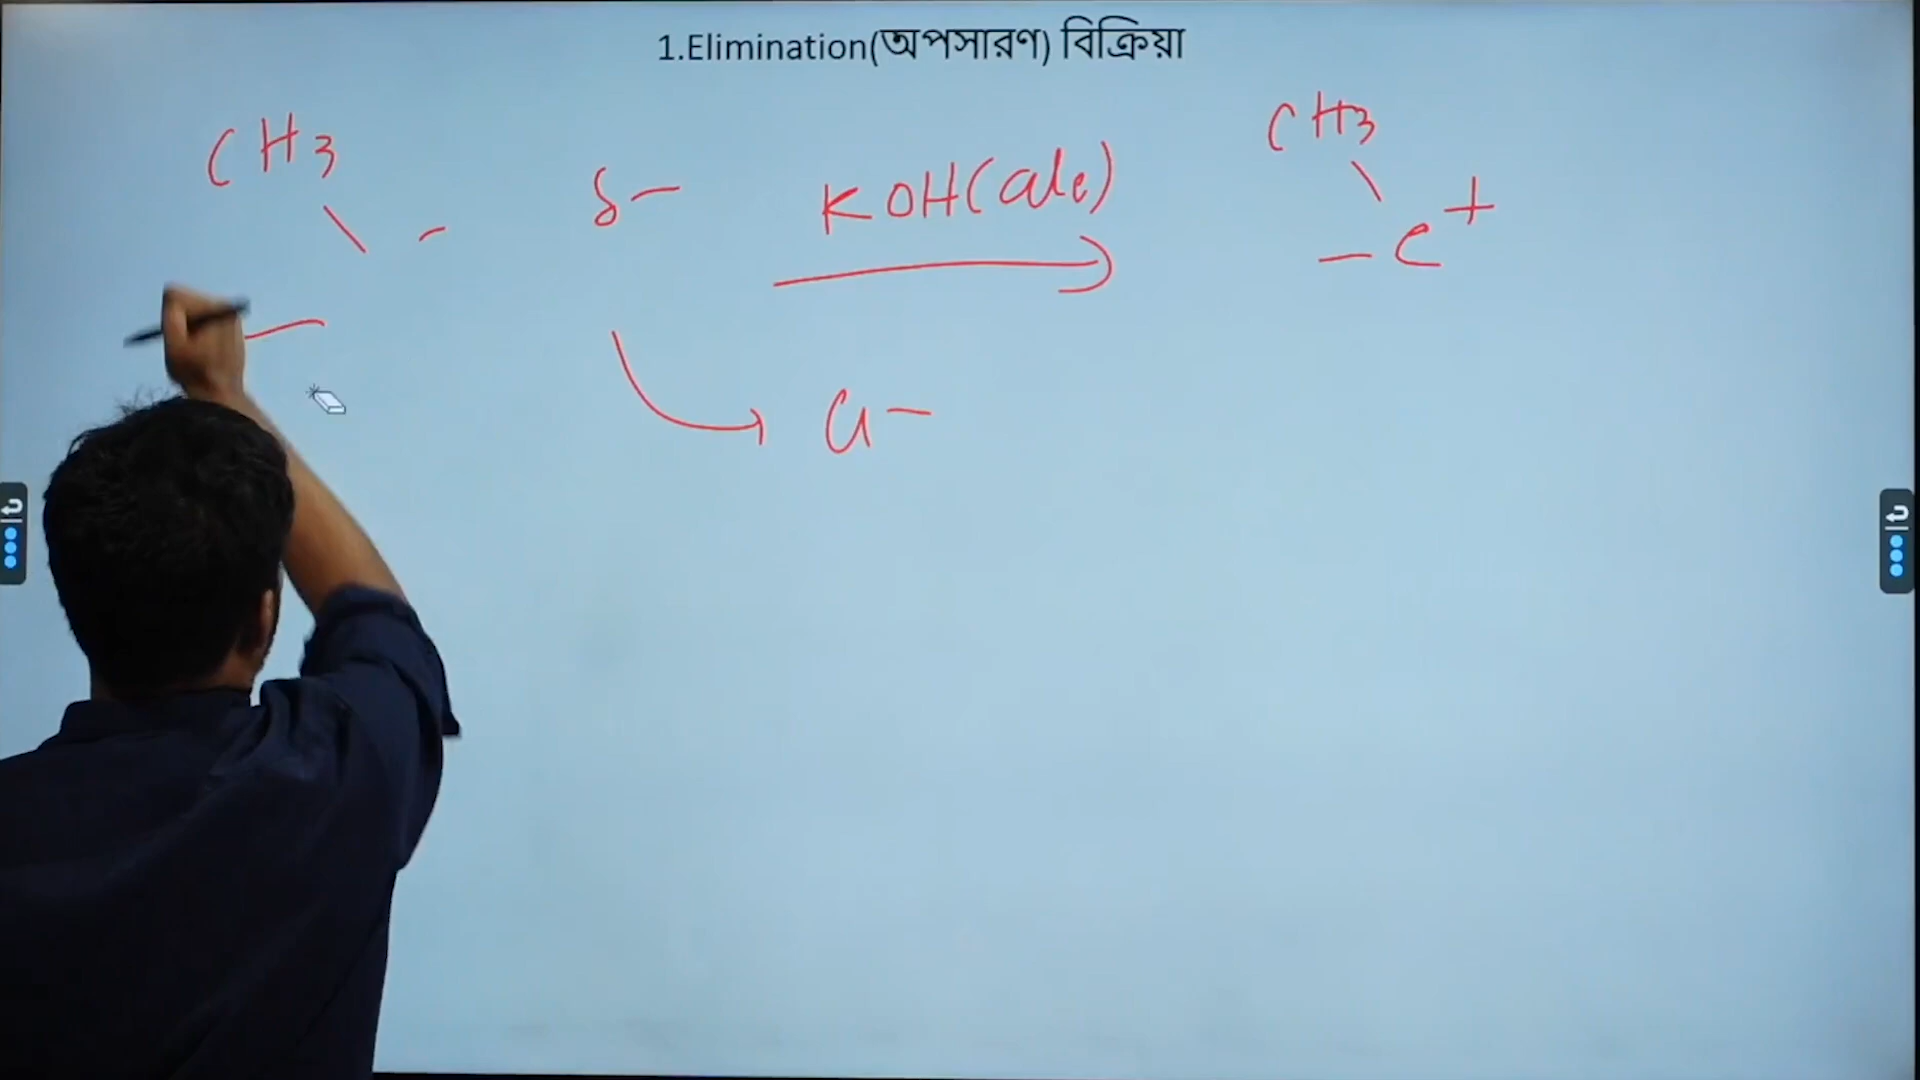 1.Elimination(অপসারণ) বিক্রিয়া
CH3
δ−
KOH(alc)
CH3
− C +
Cl −